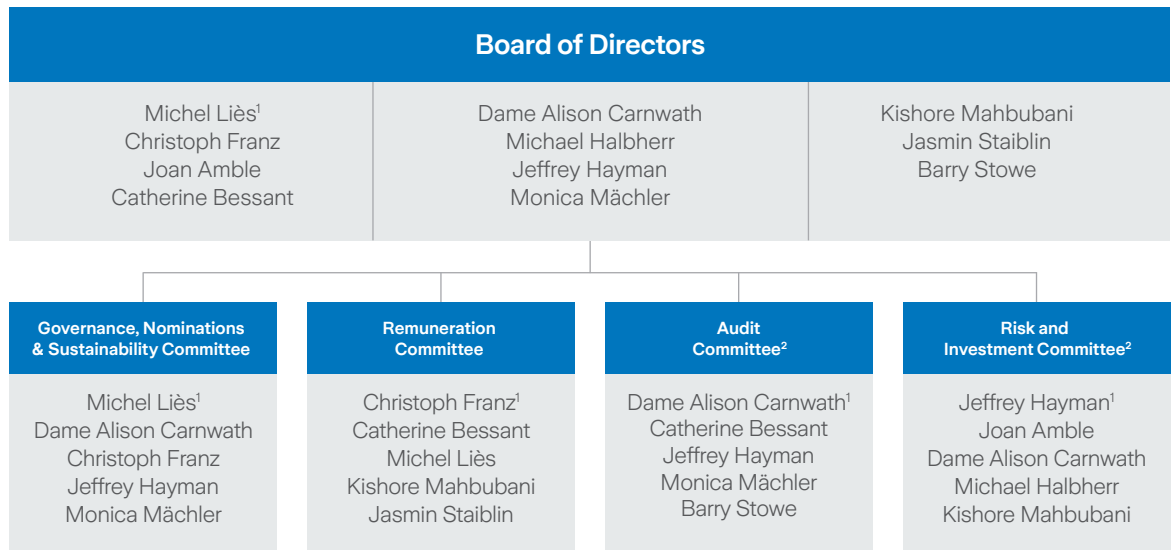 Board of Directors
Michel Liès¹
Christoph Franz
Joan Amble
Catherine Bessant
Dame Alison Carnwath
Michael Halbherr
Jeffrey Hayman
Monica Mächler
Kishore Mahbubani
Jasmin Staiblin
Barry Stowe
Governance, Nominations
& Sustainability Committee
Michel Liès¹
Dame Alison Carnwath
Christoph Franz
Jeffrey Hayman
Monica Mächler
Remuneration
Committee
Christoph Franz¹
Catherine Bessant
Michel Liès
Kishore Mahbubani
Jasmin Staiblin
Audit
Committee²
Dame Alison Carnwath¹
Catherine Bessant
Jeffrey Hayman
Monica Mächler
Barry Stowe
Risk and
Investment Committee²
Jeffrey Hayman¹
Joan Amble
Dame Alison Carnwath
Michael Halbherr
Kishore Mahbubani